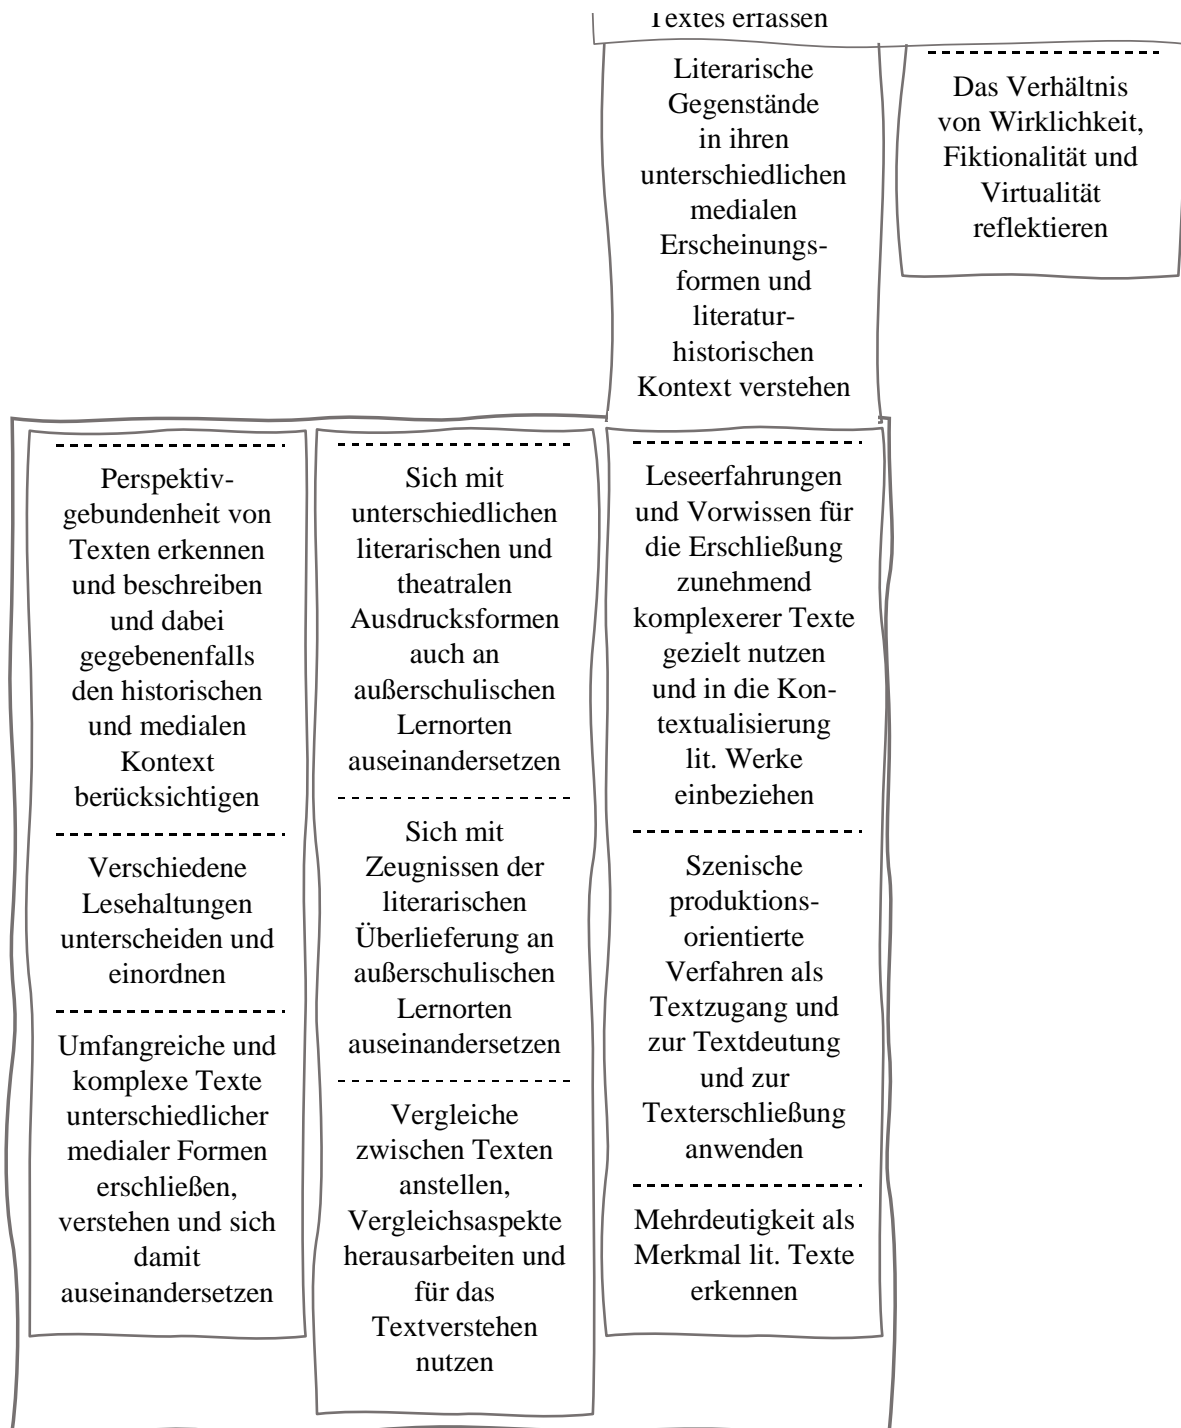 Textes erfassen
Literarische
Gegenstände
in ihren
unterschiedlichen
medialen
Erscheinungs-
formen und
literatur-
historischen
Kontext verstehen
Das Verhältnis
von Wirklichkeit,
Fiktionalität und
Virtualität
reflektieren
Perspektiv-
gebundenheit von
Texten erkennen
und beschreiben
und dabei
gegebenenfalls
den historischen
und medialen
Kontext
berücksichtigen
Verschiedene
Lesehaltungen
unterscheiden und
einordnen
Umfangreiche und
komplexe Texte
unterschiedlicher
medialer Formen
erschließen,
verstehen und sich
damit
auseinandersetzen
Sich mit
unterschiedlichen
literarischen und
theatralen
Ausdrucksformen
auch an
außerschulischen
Lernorten
auseinandersetzen
Sich mit
Zeugnissen der
literarischen
Überlieferung an
außerschulischen
Lernorten
auseinandersetzen
Vergleiche
zwischen Texten
anstellen,
Vergleichsaspekte
herausarbeiten und
für das
Textverstehen
nutzen
Leseerfahrungen
und Vorwissen für
die Erschließung
zunehmend
komplexerer Texte
gezielt nutzen
und in die Kon-
textualisierung
lit. Werke
einbeziehen
Szenische
produktions-
orientierte
Verfahren als
Textzugang und
zur Textdeutung
und zur
Texterschließung
anwenden
Mehrdeutigkeit als
Merkmal lit. Texte
erkennen